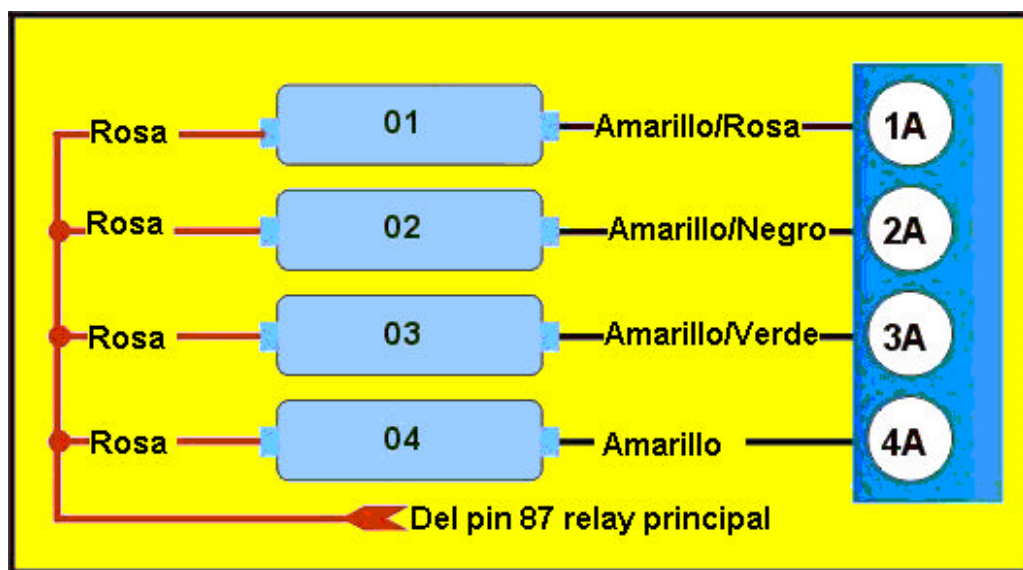 Rosa 01 Amarillo/Rosa 1A
Rosa 02 Amarillo/Negro 2A
Rosa 03 Amarillo/Verde 3A
Rosa 04 Amarillo 4A
Del pin 87 relay principal